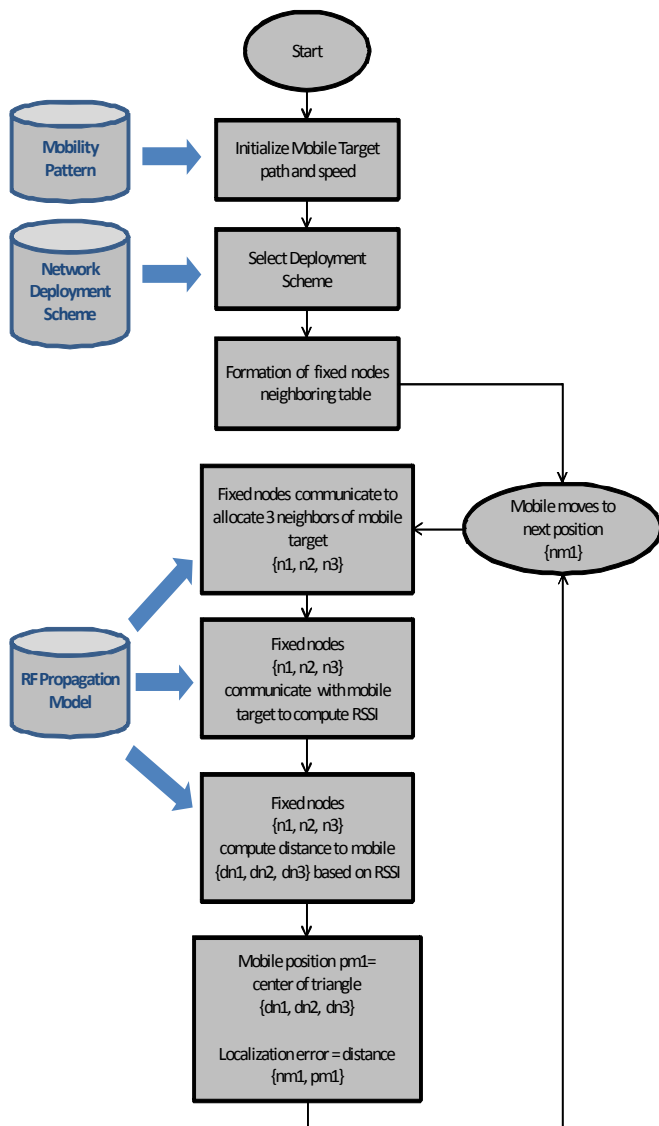 Start
Mobility
Pattern
Initialize Mobile Target
path and speed
Network
Deployment
Scheme
Select Deployment
Scheme
Formation of fixed nodes
neighboring table
Fixed nodes communicate to
allocate 3 neighbors of mobile
target
{n1, n2, n3}
Mobile moves to
next position
{nm1}
RF Propagation
Model
Fixed nodes
{n1, n2, n3}
communicate with mobile
target to compute RSSI
Fixed nodes
{n1, n2, n3}
compute distance to mobile
{dn1, dn2, dn3} based on RSSI
Mobile position pm1=
center of triangle
{dn1, dn2, dn3}
Localization error = distance
{nm1, pm1}